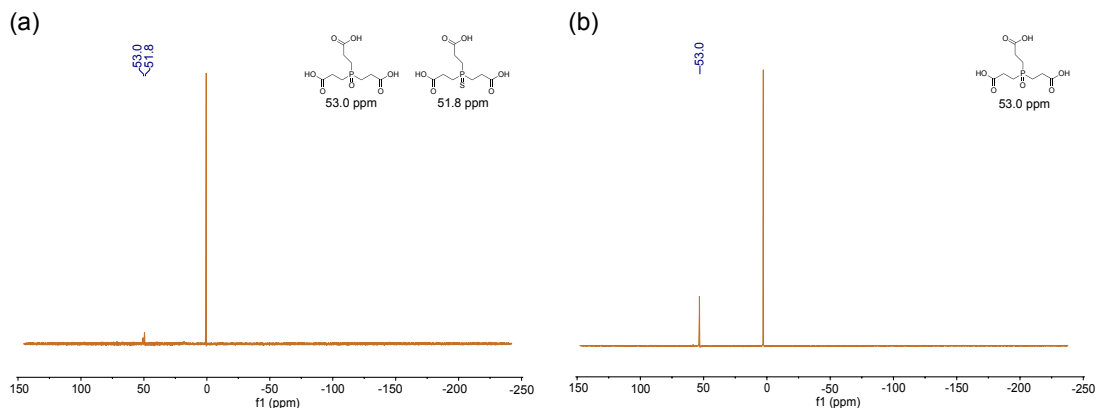 (a)
53.0
51.8
O OH
HO P OH
O O O
53.0 ppm
O OH
HO P OH
O S O
51.8 ppm
150 100 50 0 -50 -100 -150 -200 -250
f1 (ppm)
(b)
53.0
O OH
HO P OH
O O O
53.0 ppm
150 100 50 0 -50 -100 -150 -200 -250
f1 (ppm)